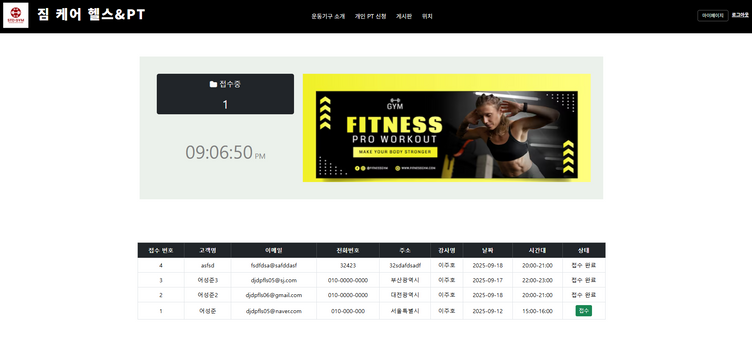 짐 케어 헬스&PT
운동기구 소개 개인 PT 신청 게시판 위치
마이페이지 로그아웃
접수중
1
09:06:50 PM
GYM
FITNESS
PRO WORKOUT
MAKE YOUR BODY STRONGER
@FITNESSGYM WWW.FITNESSGYM.COM
접수 번호 고객명 이메일 전화번호 주소 강사명 날짜 시간대 상태
4 asfsd fsdfdsa@safddasf 32423 32sdafdsadf 이주호 2025-09-18 20:00-21:00 접수 완료
3 어성준3 djdpfls05@sj.com 010-0000-0000 부산광역시 이주호 2025-09-17 22:00-23:00 접수 완료
2 어성준2 djdpfls06@gmail.com 010-0000-0000 대전광역시 이주호 2025-09-18 20:00-21:00 접수 완료
1 어성준 djdpfls05@naver.com 010-000-000 서울특별시 이주호 2025-09-12 15:00-16:00 접수